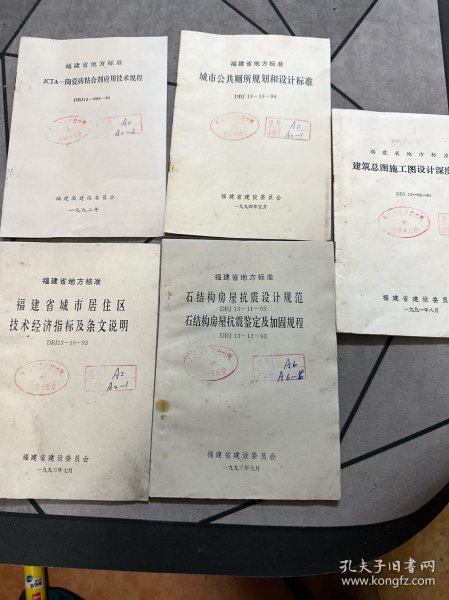 福建省地方标准
JCTA—陶瓷砖粘合剂应用技术规程
福建省建设委员会
一九九二年
A2
A2-2
福建省地方标准
城市公共厕所规划和设计标准
DBJ 13-13-94
A2
A2-1
福建省建设委员会
一九九四年五月
福建省地方标准
建筑总图施工图设计深度
福建省建设委员会
一九九一年八月
福建省地方标准
福建省城市居住区
技术经济指标及条文说明
DBJ13-10-93
A2
A2-1
福建省建设委员会
一九九三年七月
福建省地方标准
石结构房屋抗震设计规范
DBJ 13-11-93
石结构房屋抗震鉴定及加固规程
DBJ 13-12-93
A6
福建省建设委员会
一九九三年七月
孔夫子旧书网
www.kongfz.com